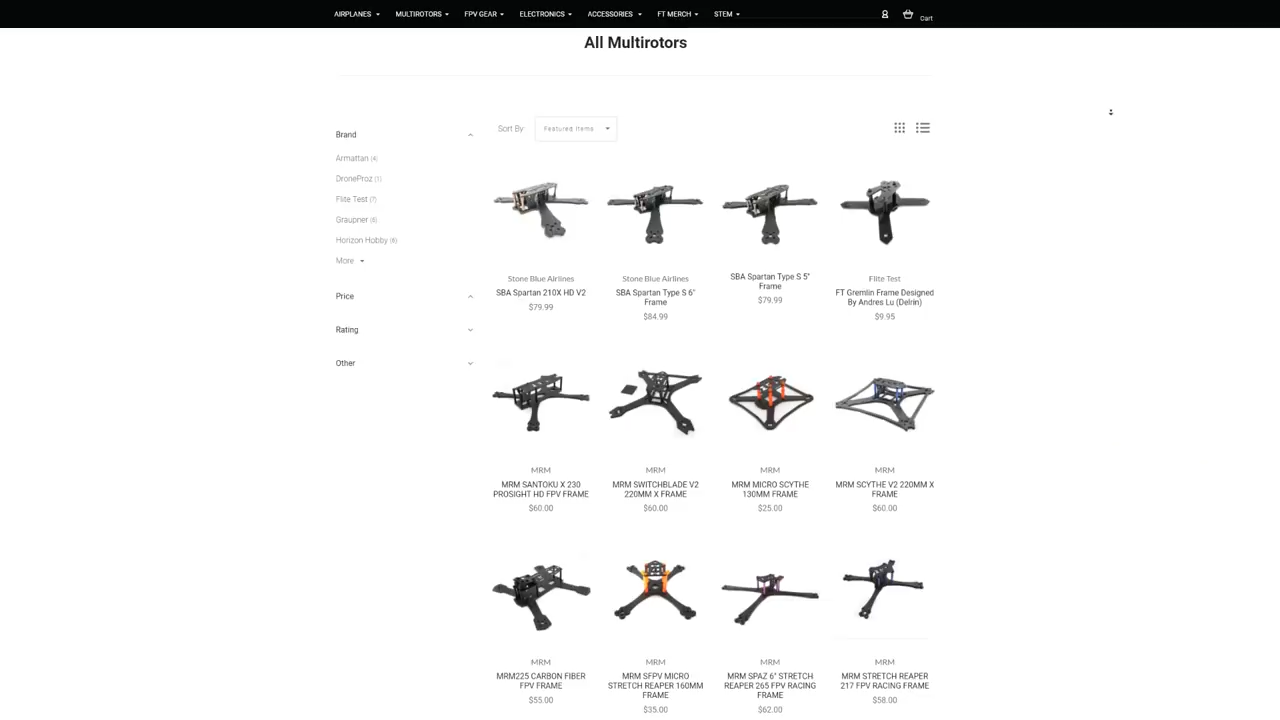 AIRPLANES MULTIROTORS FPV GEAR ELECTRONICS ACCESSORIES FT MERCH STEM Cart
All Multirotors
Brand
Armattan (4)
DroneProz (1)
Flite Test (7)
Graupner (6)
Horizon Hobby (6)
More
Price
Rating
Other
Sort By: Featured Items
Stone Blue Airlines
SBA Spartan 210X HD V2
$79.99
Stone Blue Airlines
SBA Spartan Type S 6"
Frame
$84.99
SBA Spartan Type S 5"
Frame
$79.99
Flite Test
FT Gremlin Frame Designed
By Andres Lu (Delrin)
$9.95
MRM
MRM SANTOKU X 230
PROSIGHT HD FPV FRAME
$60.00
MRM
MRM SWITCHBLADE V2
220MM X FRAME
$60.00
MRM
MRM MICRO SCYTHE
130MM FRAME
$25.00
MRM
MRM SCYTHE V2 220MM X
FRAME
$60.00
MRM
MRM225 CARBON FIBER
FPV FRAME
$55.00
MRM
MRM SFPV MICRO
STRETCH REAPER 160MM
FRAME
$35.00
MRM
MRM SPAZ 6" STRETCH
REAPER 265 FPV RACING
FRAME
$62.00
MRM
MRM STRETCH REAPER
217 FPV RACING FRAME
$58.00